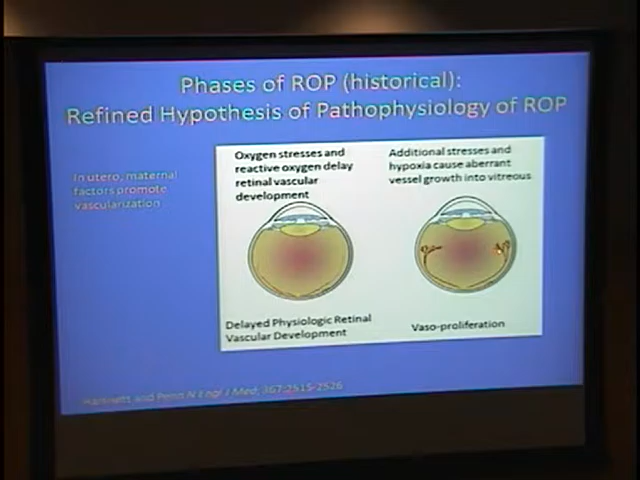 Phases of ROP (historical):
Refined Hypothesis of Pathophysiology of ROP
In utero, maternal
factors promote
vascularization
Oxygen stresses and
reactive oxygen delay
retinal vascular
development
Additional stresses and
hypoxia cause aberrant
vessel growth into vitreous
Delayed Physiologic Retinal
Vascular Development
Vaso-proliferation
and Penn N Engl J Med, 367:2515-2526